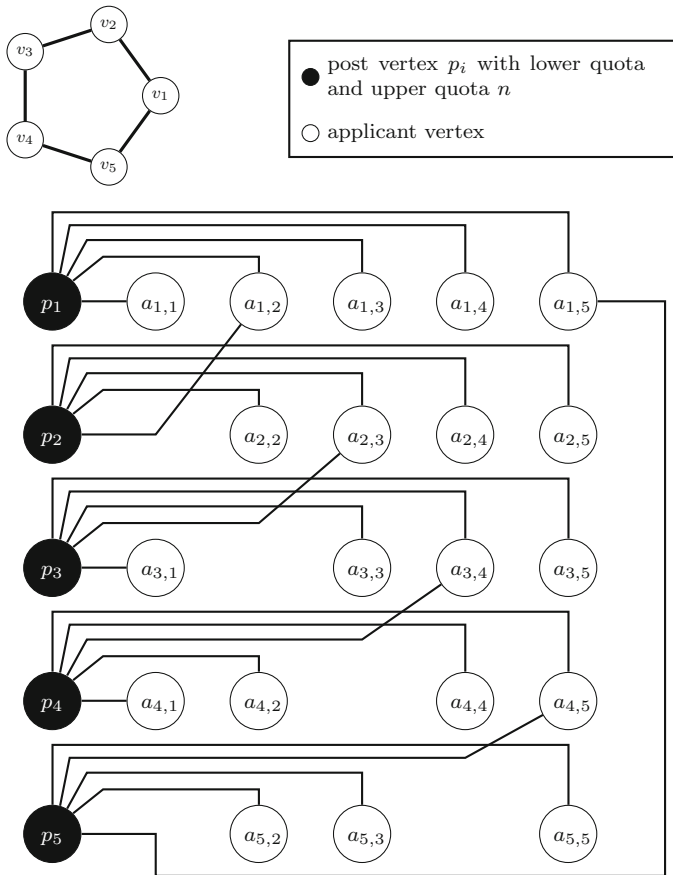 v₂
v₃
v₁
v₄
v₅
post vertex pᵢ with lower quota
and upper quota n
applicant vertex
p₁ a₁,₁ a₁,₂ a₁,₃ a₁,₄ a₁,₅
p₂ a₂,₂ a₂,₃ a₂,₄ a₂,₅
p₃ a₃,₁ a₃,₃ a₃,₄ a₃,₅
p₄ a₄,₁ a₄,₂ a₄,₄ a₄,₅
p₅ a₅,₂ a₅,₃ a₅,₅